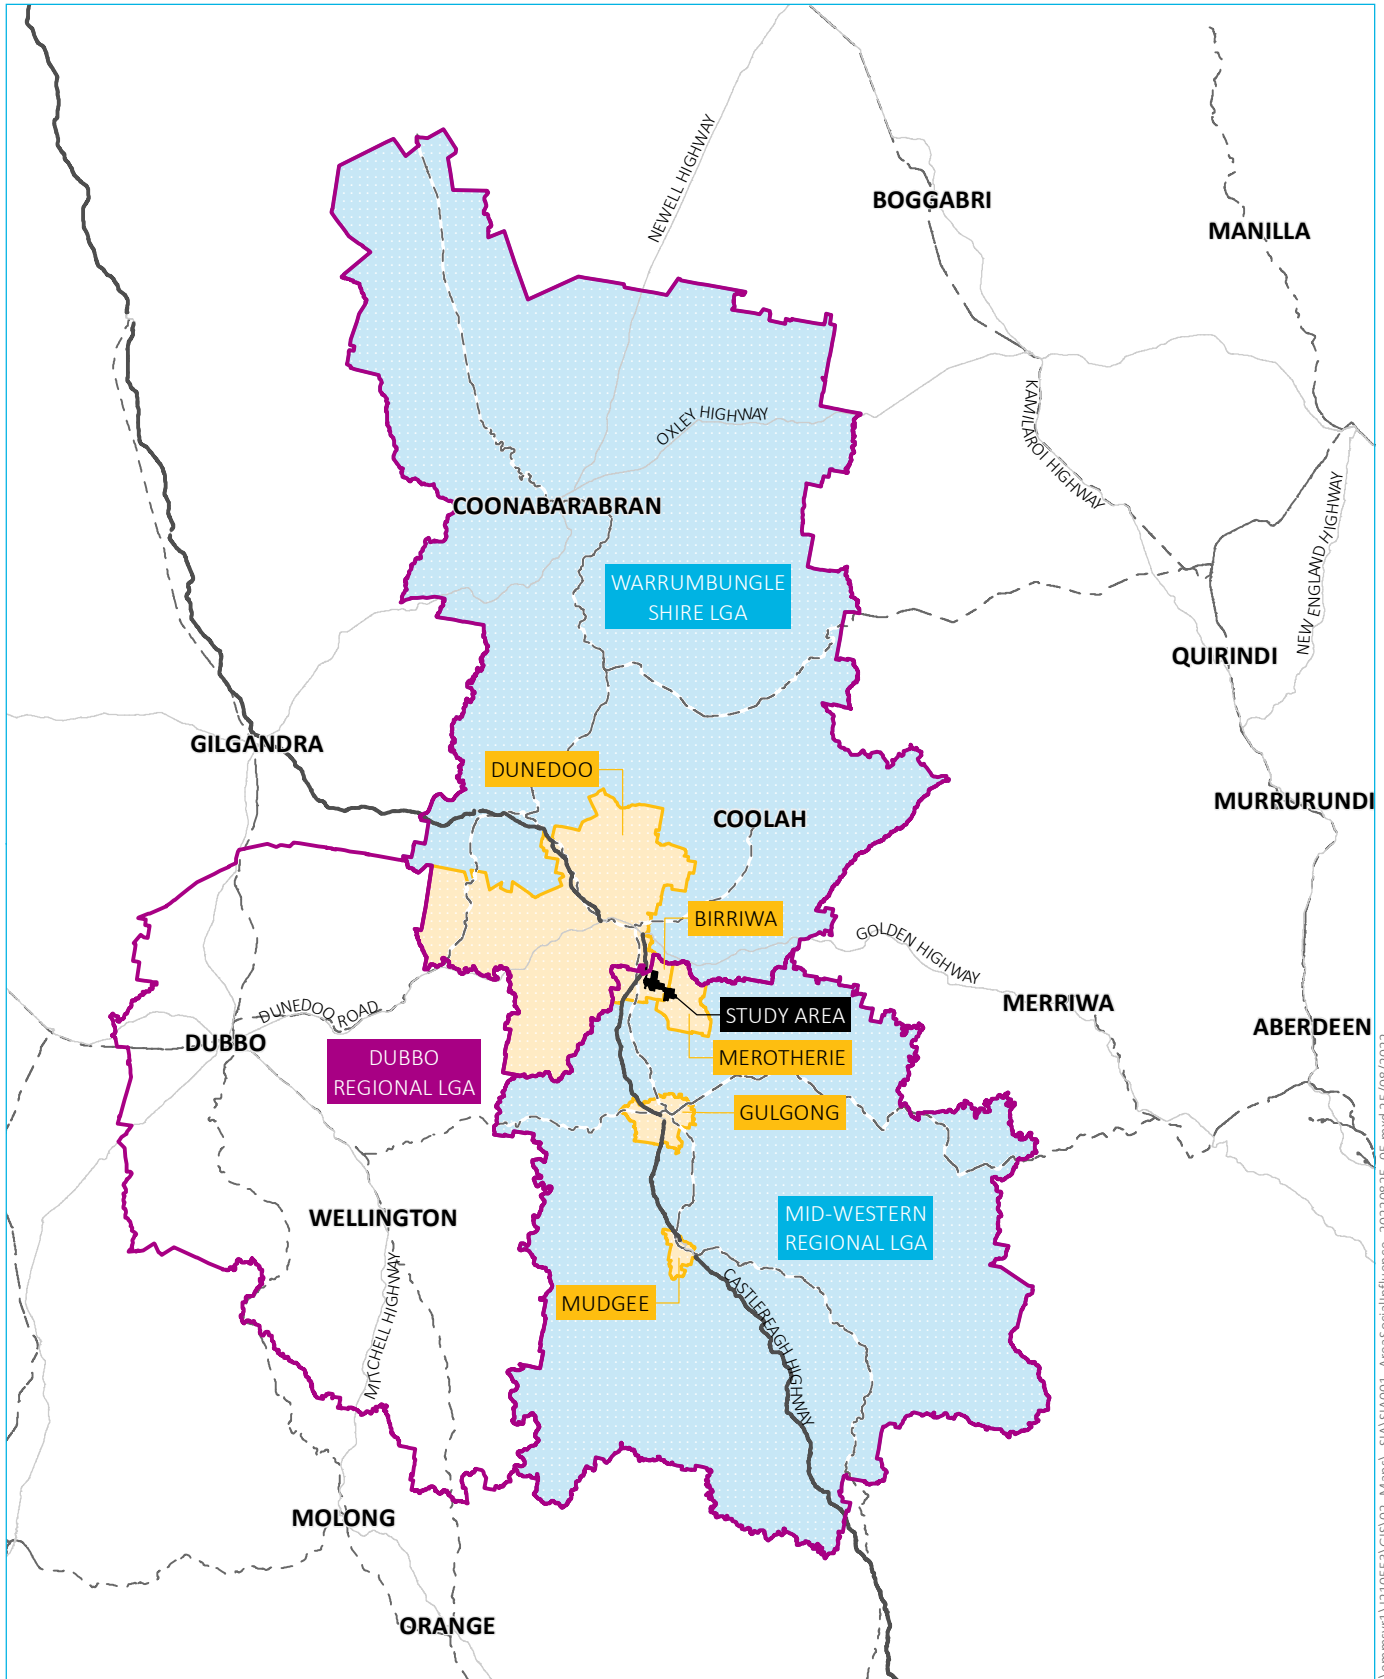 NEWELL HIGHWAY
BOGGABRI
MANILLA
OXLEY HIGHWAY
KAMILAROI HIGHWAY
NEW ENGLAND HIGHWAY
COONABARABRAN
WARRUMBUNGLE
SHIRE LGA
QUIRINDI
GILGANDRA
DUNEDOO
MURRURUNDI
COOLAH
BIRRIWA
GOLDEN HIGHWAY
MERRIWA
STUDY AREA
DUNEDOO ROAD
ABERDEEN
DUBBO
DUBBO
REGIONAL LGA
MEROTHERIE
GULGONG
WELLINGTON
MID-WESTERN
REGIONAL LGA
MUDGEE
CASTLEREAGH HIGHWAY
MITCHELL HIGHWAY
MOLONG
ORANGE